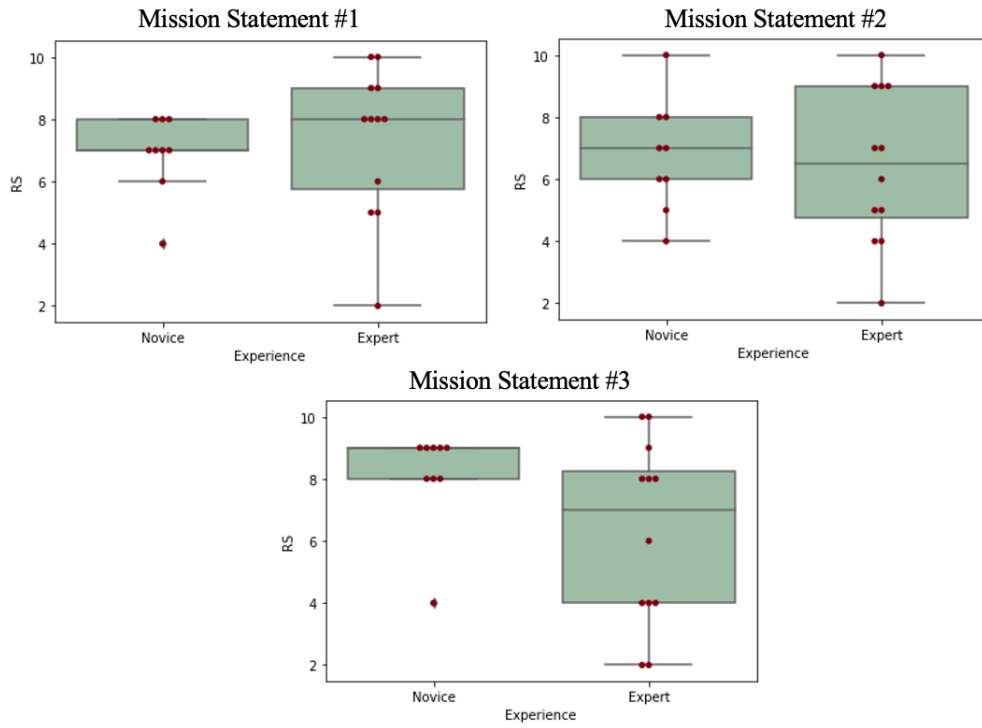 Mission Statement #1
10
8
6
4
2
RS
Novice
Expert
Experience
Mission Statement #2
10
8
6
4
2
RS
Novice
Expert
Experience
Mission Statement #3
10
8
6
4
2
RS
Novice
Expert
Experience